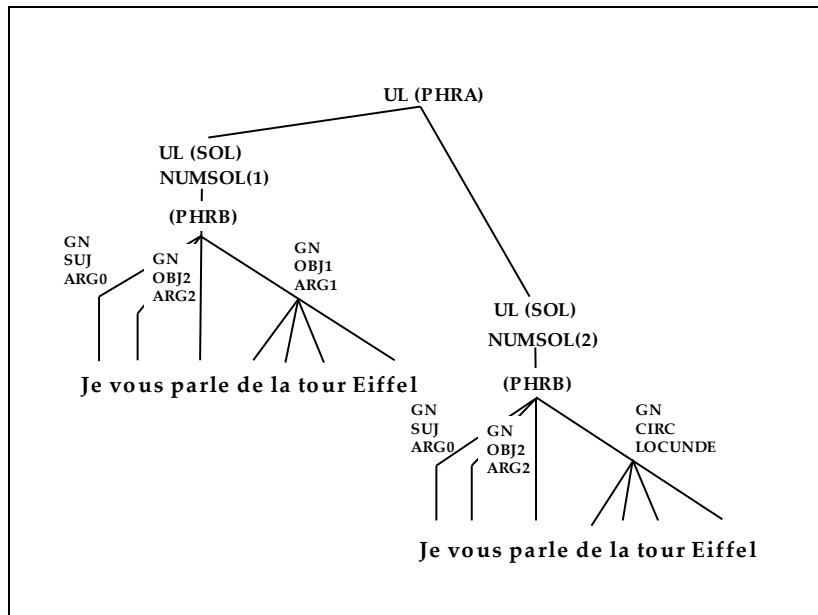 UL (PHRA)
UL (SOL)
NUMSOL(1)
(PHRB)
GN
SUJ
ARG0
GN
OBJ2
ARG2
GN
OBJ1
ARG1
Je vous parle de la tour Eiffel
UL (SOL)
NUMSOL(2)
(PHRB)
GN
SUJ
ARG0
GN
OBJ2
ARG2
GN
CIRC
LOCUNDE
Je vous parle de la tour Eiffel